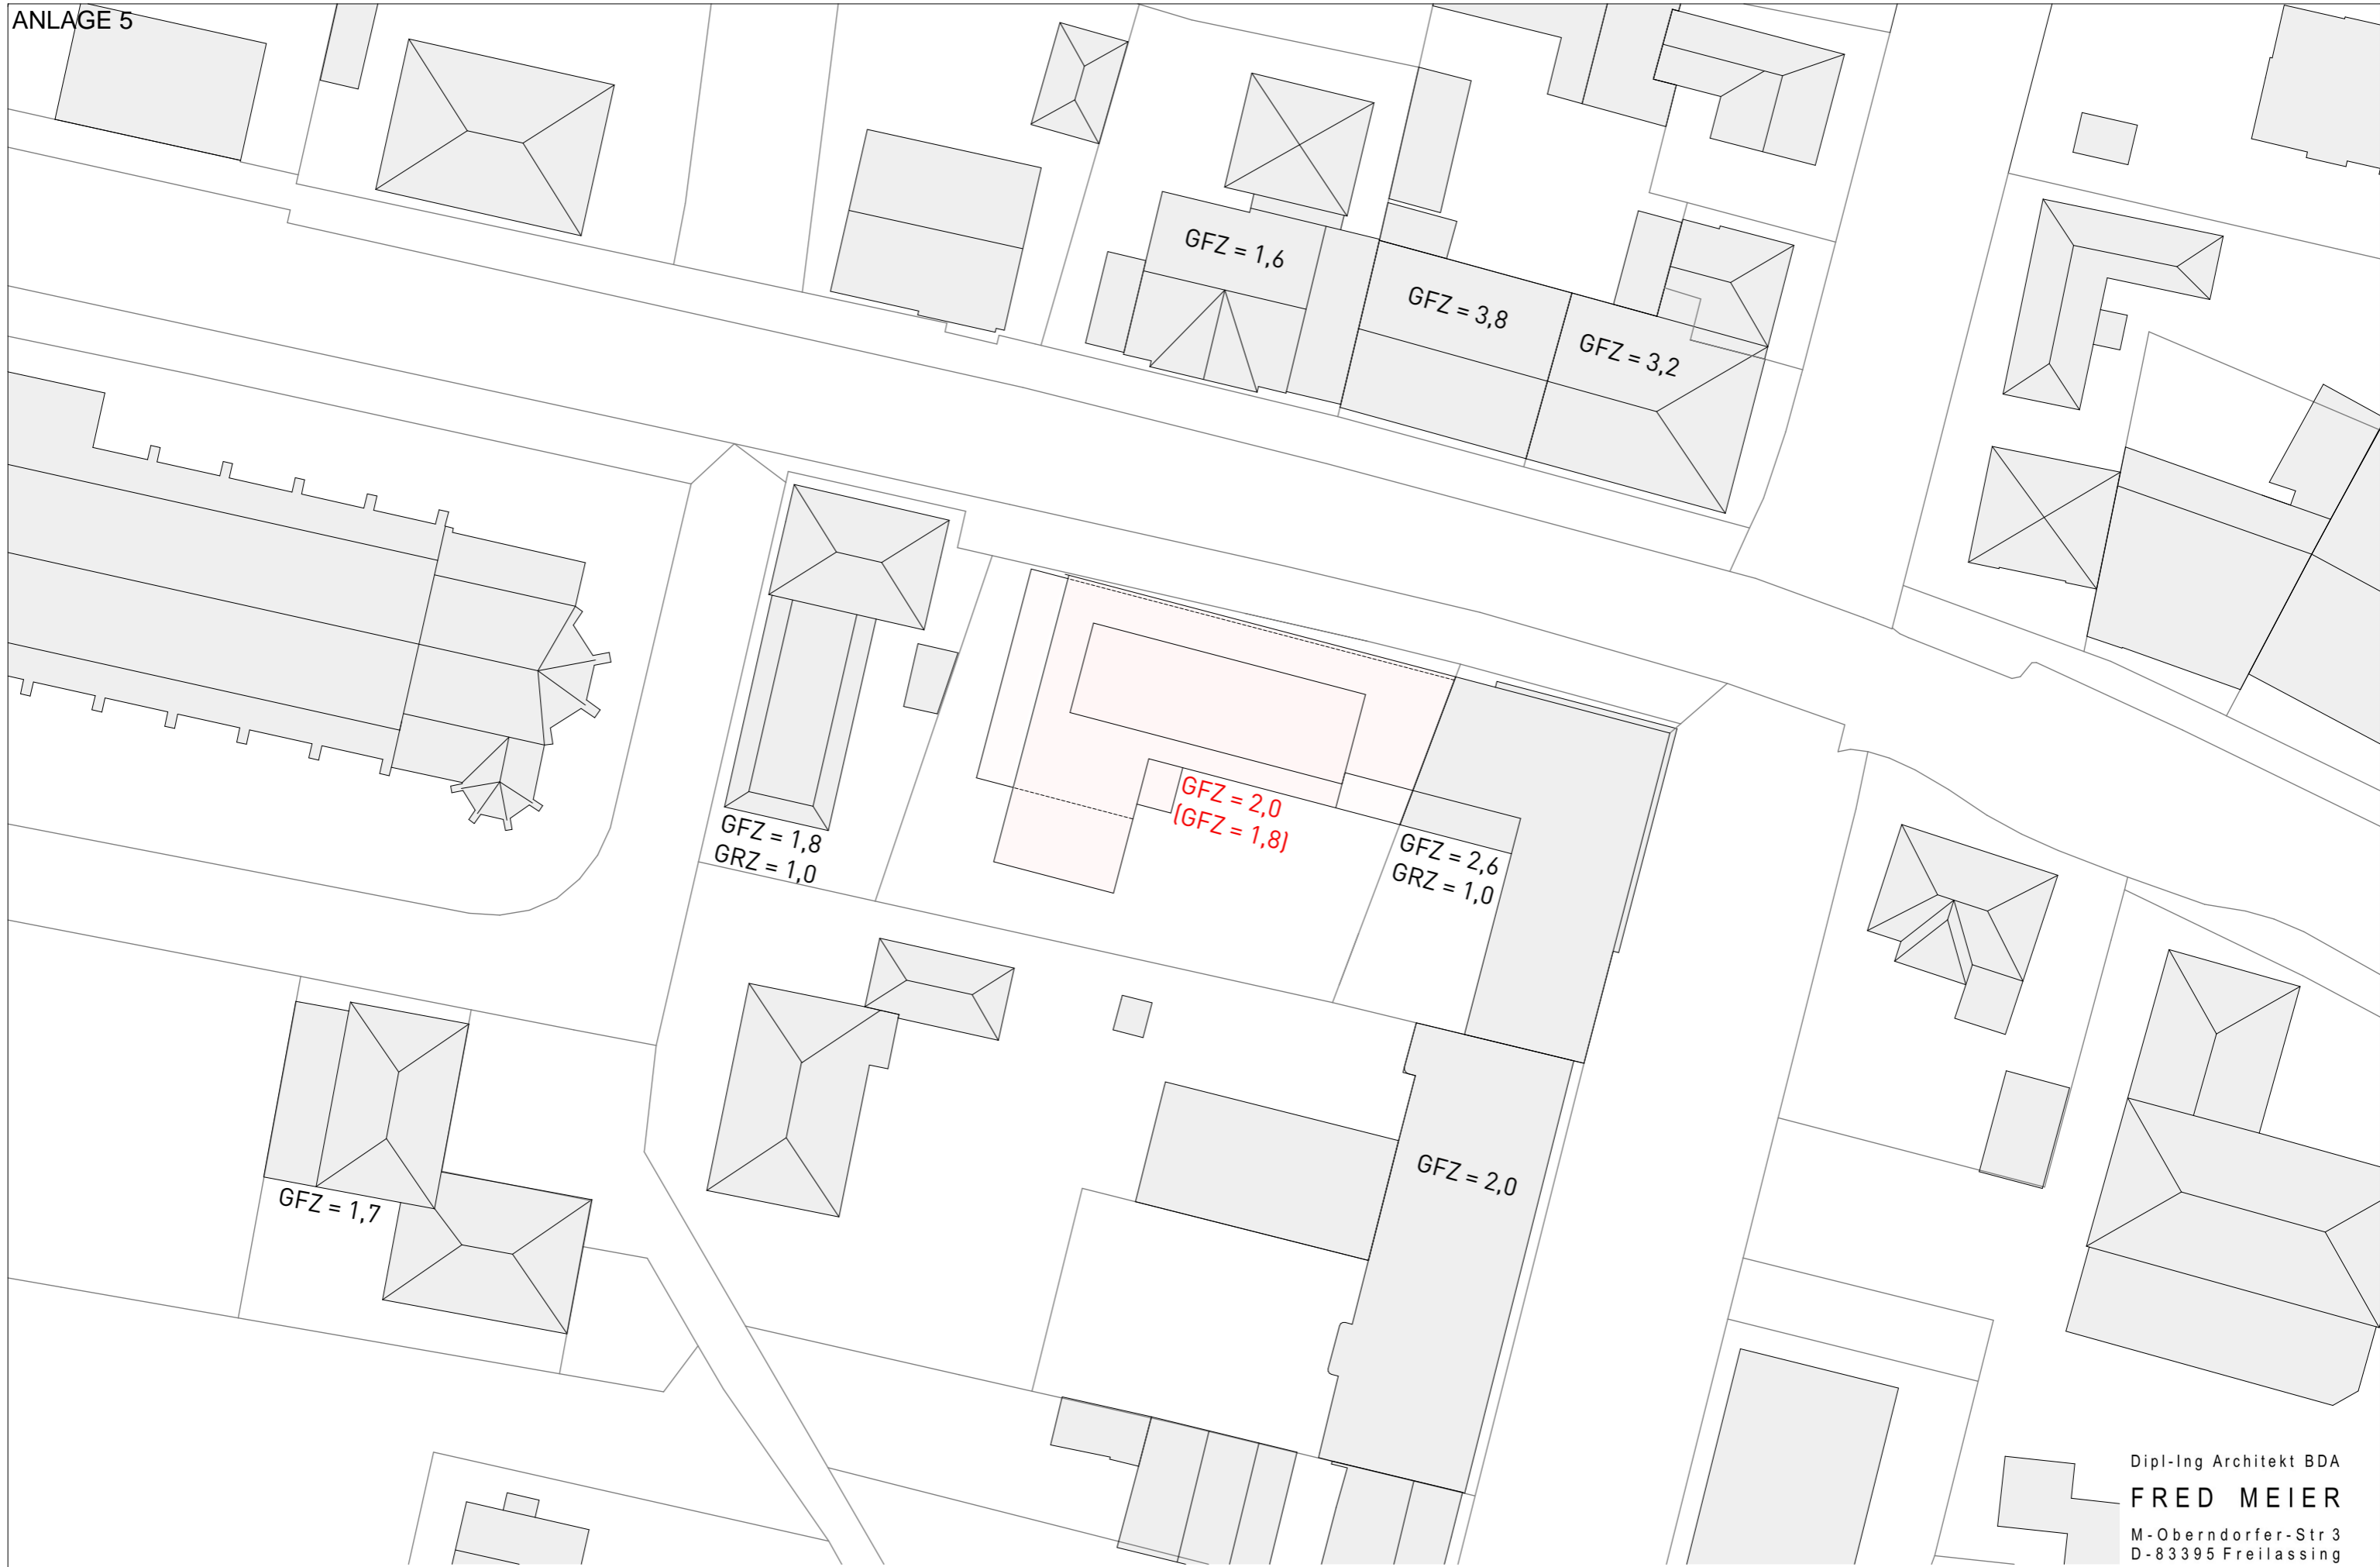 ANLAGE 5
GFZ = 1,6
GFZ = 3,8
GFZ = 3,2
GFZ = 2,0
(GFZ = 1,8)
GFZ = 1,8
GRZ = 1,0
GFZ = 2,6
GRZ = 1,0
GFZ = 2,0
GFZ = 1,7
Dipl-Ing Architekt BDA
FRED MEIER
M-Oberndorfer-Str 3
D-83395 Freilassing